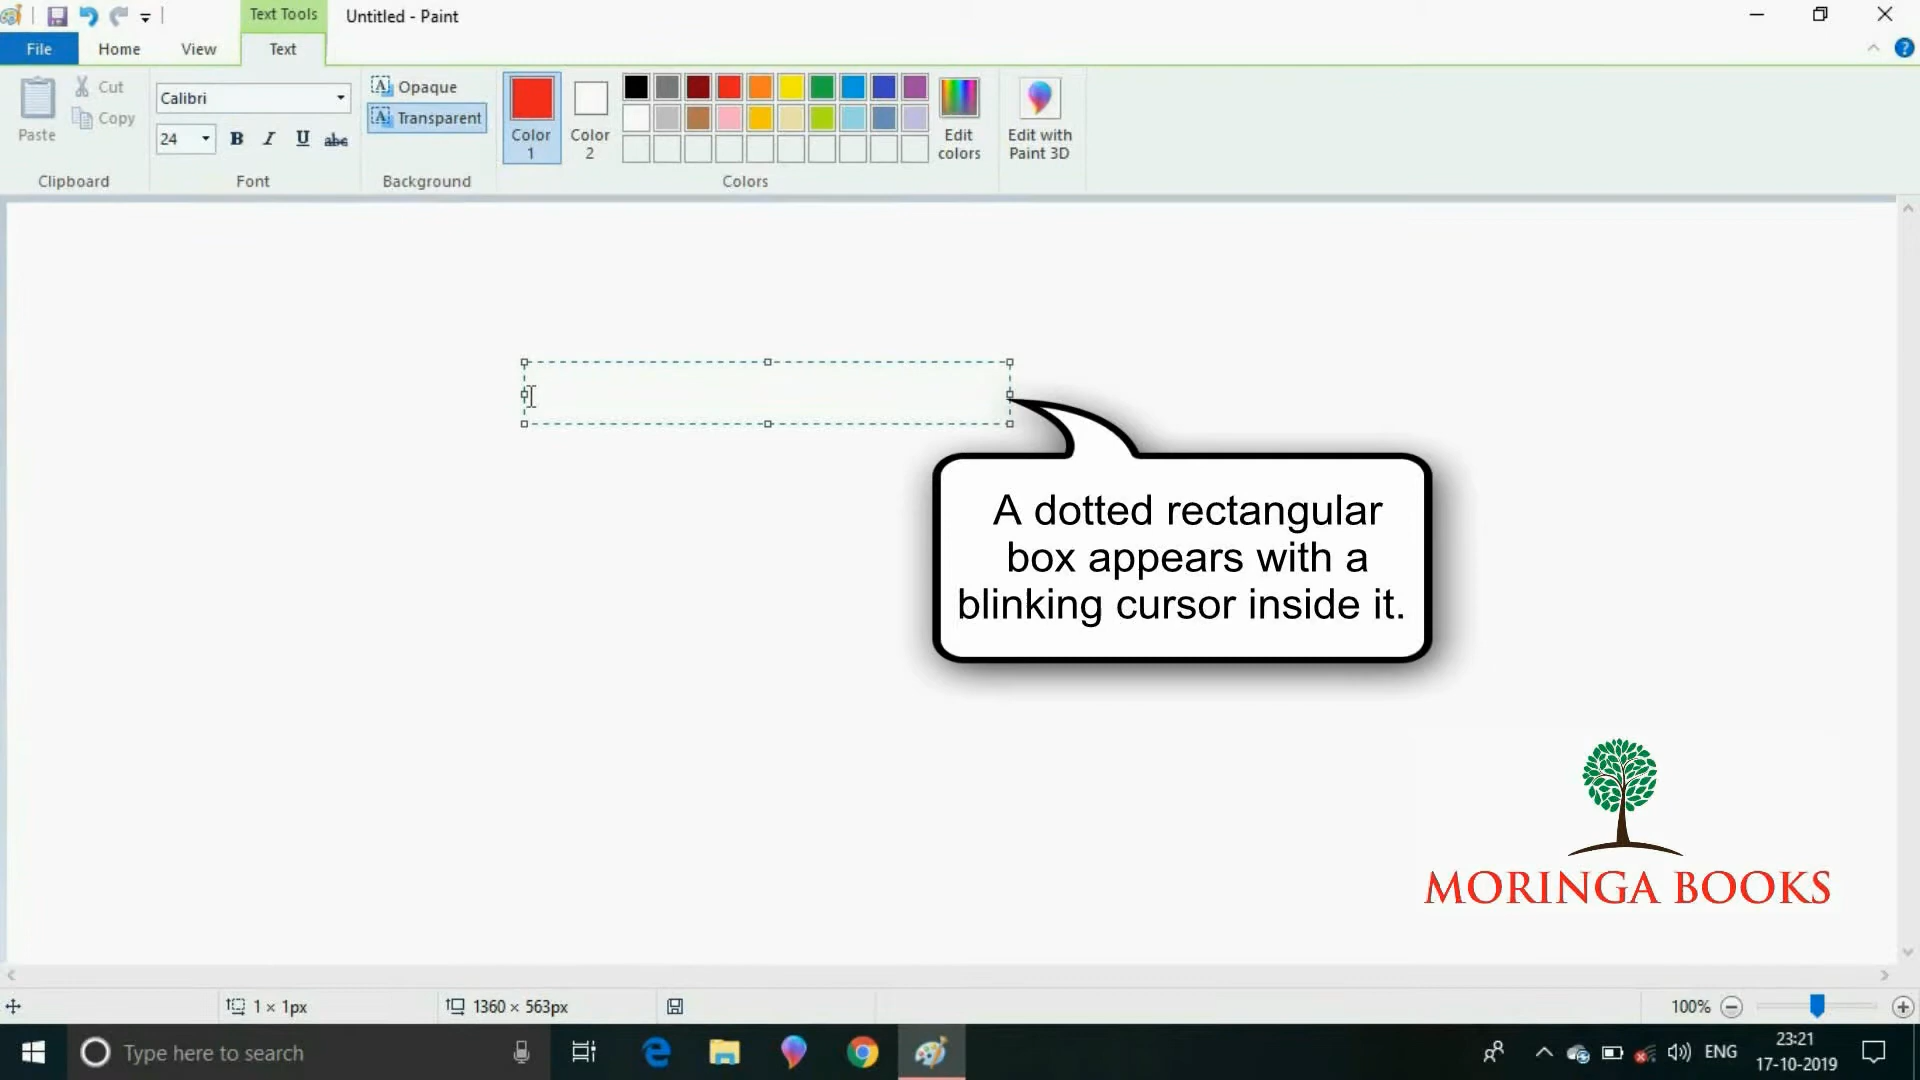 Text Tools
Untitled - Paint
File
Home
View
Text
Paste
Cut
Copy
Clipboard
Calibri
24
B I U abc
Font
Opaque
Transparent
Background
Color
1
Color
2
Colors
Edit
colors
Edit with
Paint 3D
A dotted rectangular
box appears with a
blinking cursor inside it.
MORINGA BOOKS
1 × 1px
1360 × 563px
100%
Type here to search
ENG
23:21
17-10-2019